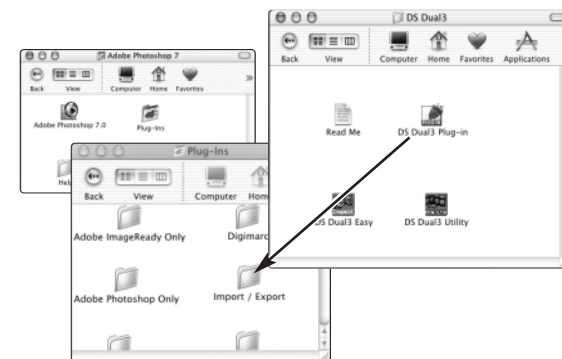 Adobe Photoshop 7
Back View Computer Home Favorites
Adobe Photoshop 7.0 Plug-Ins
Hel
Plug-Ins
Back View Computer Hom
Adobe ImageReady Only Digimarc
Adobe Photoshop Only Import / Export
DS Dual3
Back View Computer Home Favorites Applications
Read Me DS Dual3 Plug-in
DS Dual3 Easy DS Dual3 Utility